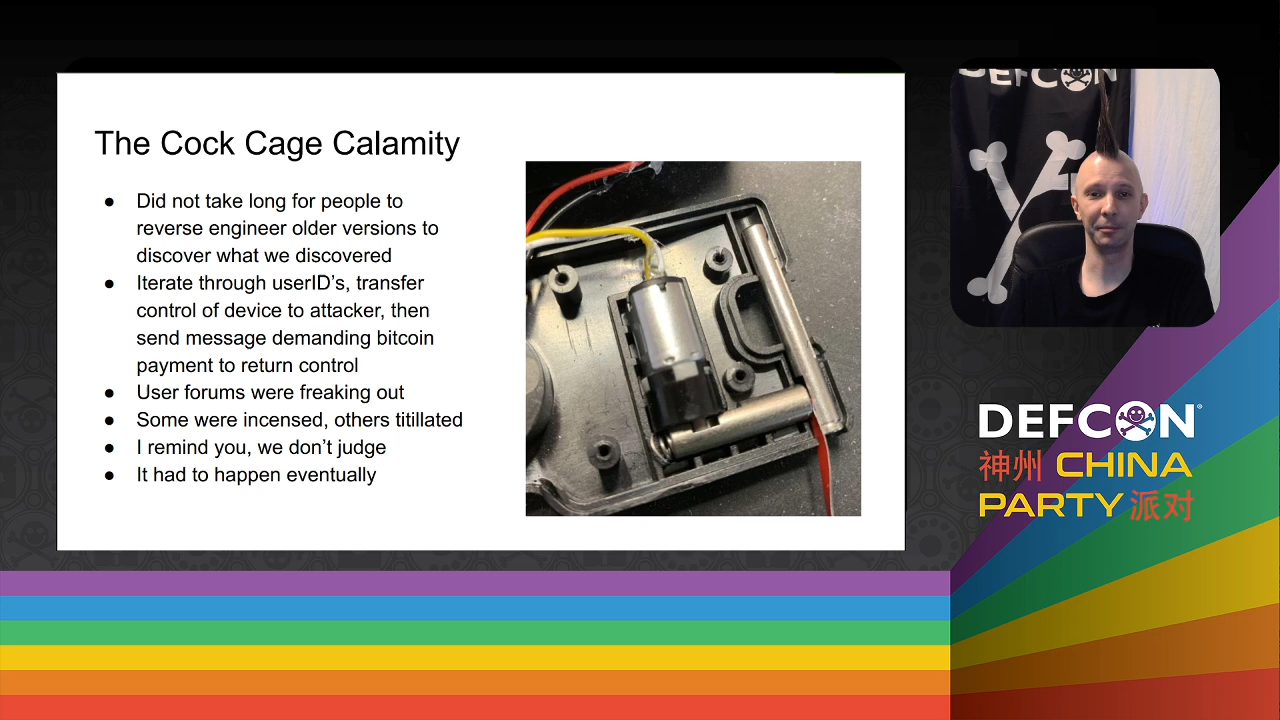 The Cock Cage Calamity
● Did not take long for people to
reverse engineer older versions to
discover what we discovered
● Iterate through userID's, transfer
control of device to attacker, then
send message demanding bitcoin
payment to return control
● User forums were freaking out
● Some were incensed, others titillated
● I remind you, we don't judge
● It had to happen eventually
DEFCON
DEFCON®
神州 CHINA
PARTY 派对